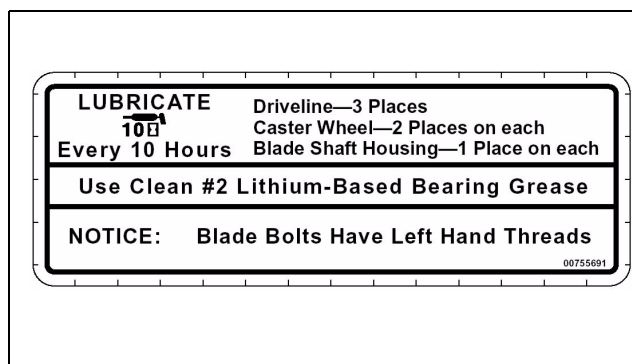 LUBRICATE
10
Every 10 Hours
Driveline—3 Places
Caster Wheel—2 Places on each
Blade Shaft Housing—1 Place on each
Use Clean #2 Lithium-Based Bearing Grease
NOTICE: Blade Bolts Have Left Hand Threads
00755691